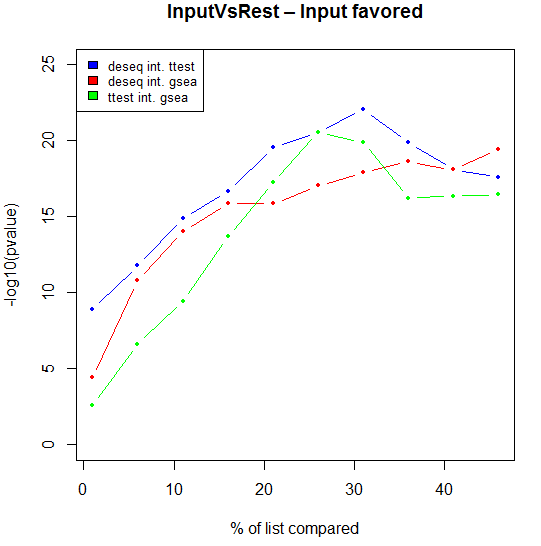 InputVsRest – Input favored
deseq int. ttest
deseq int. gsea
ttest int. gsea
-log10(pvalue)
25
20
15
10
5
0
0 10 20 30 40
% of list compared